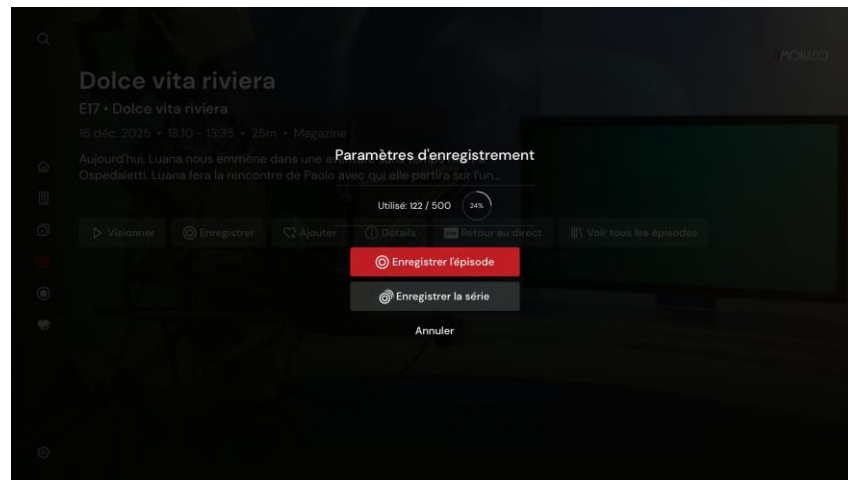 MONACO
Dolce vita riviera
E17 • Dolce vita riviera
16 déc. 2025 • 13:10 - 13:35 • 25m • Magazine
Paramètres d'enregistrement
Aujourd'hui, Luana nous emmène dans une
Ospedaletti. Luana fera la rencontre de Paolo avec qui elle partira sur l'un...
Utilisé: 122 / 500 24%
Visionner Enregistrer Ajouter Détails Retour au direct Voir tous les épisodes
Enregistrer l'épisode
Enregistrer la série
Annuler